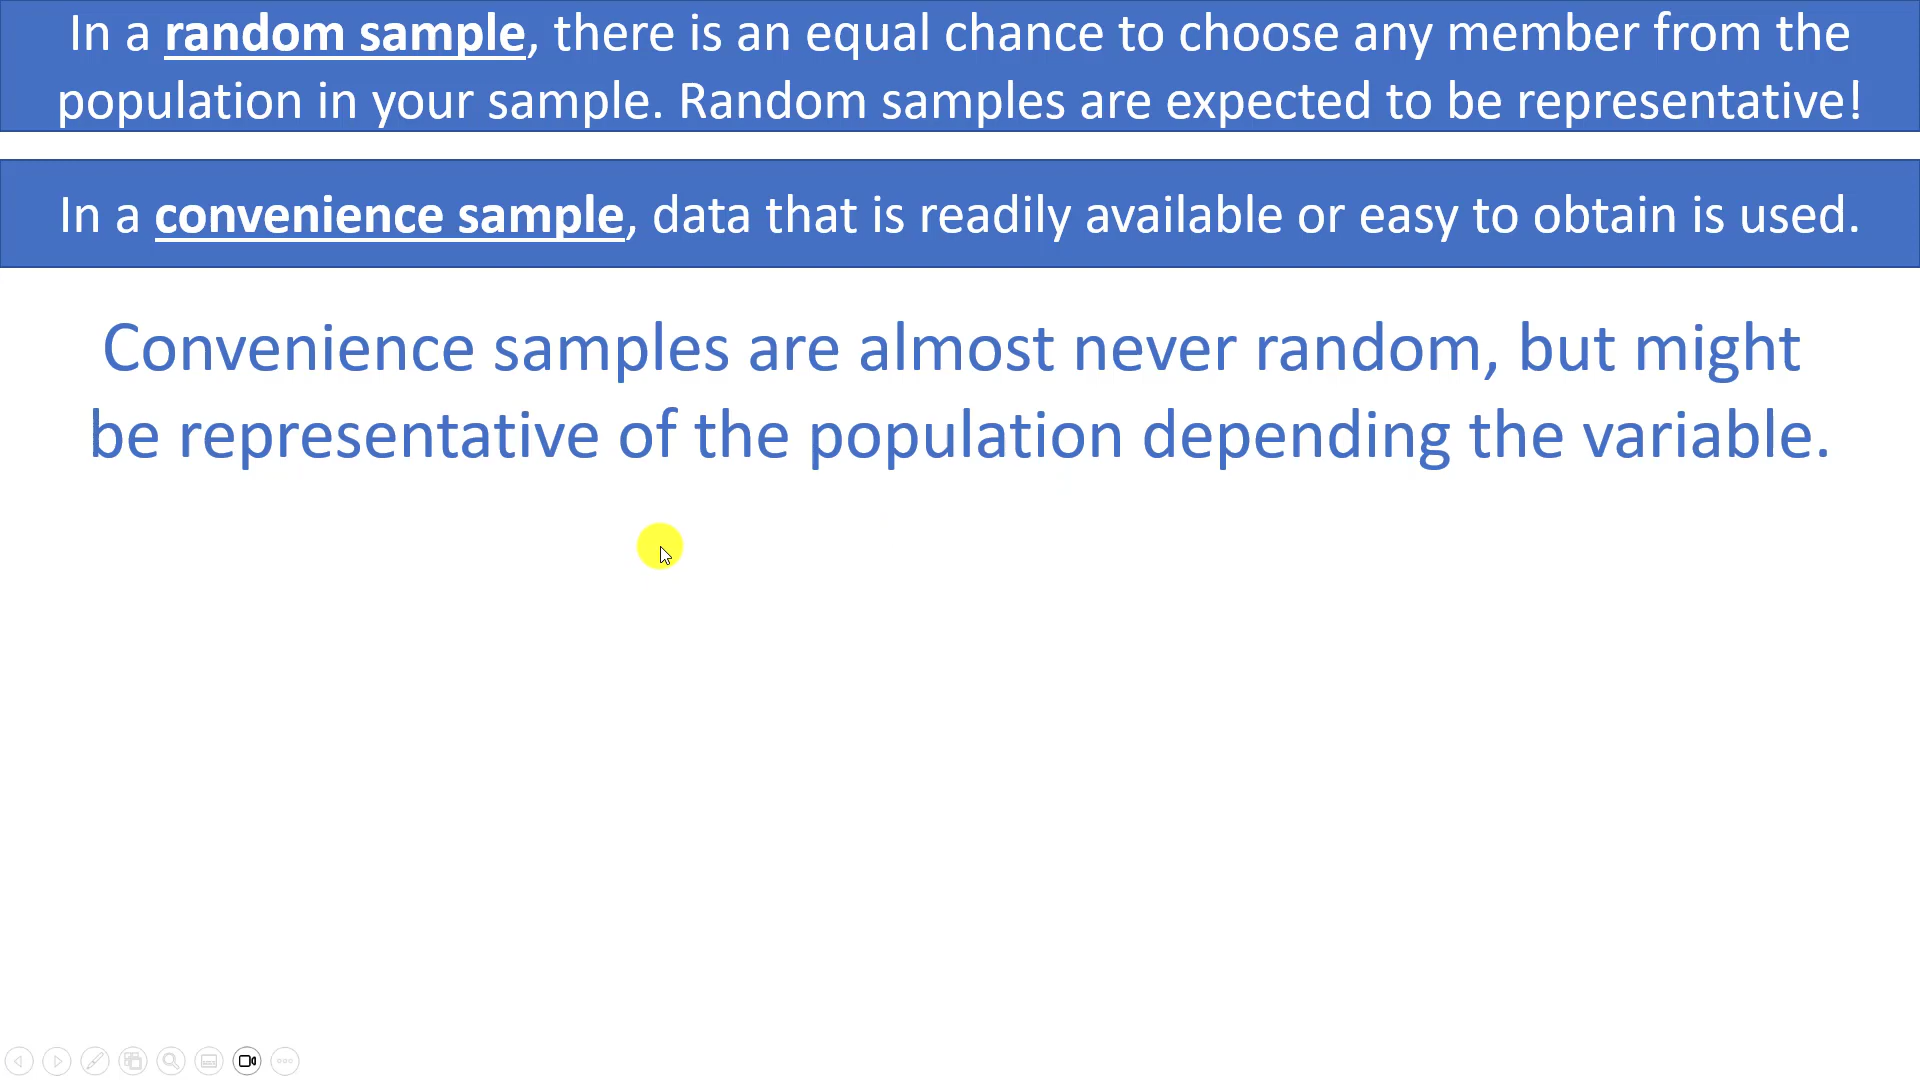 In a random sample, there is an equal chance to choose any member from the
population in your sample. Random samples are expected to be representative!
In a convenience sample, data that is readily available or easy to obtain is used.
Convenience samples are almost never random, but might
be representative of the population depending the variable.